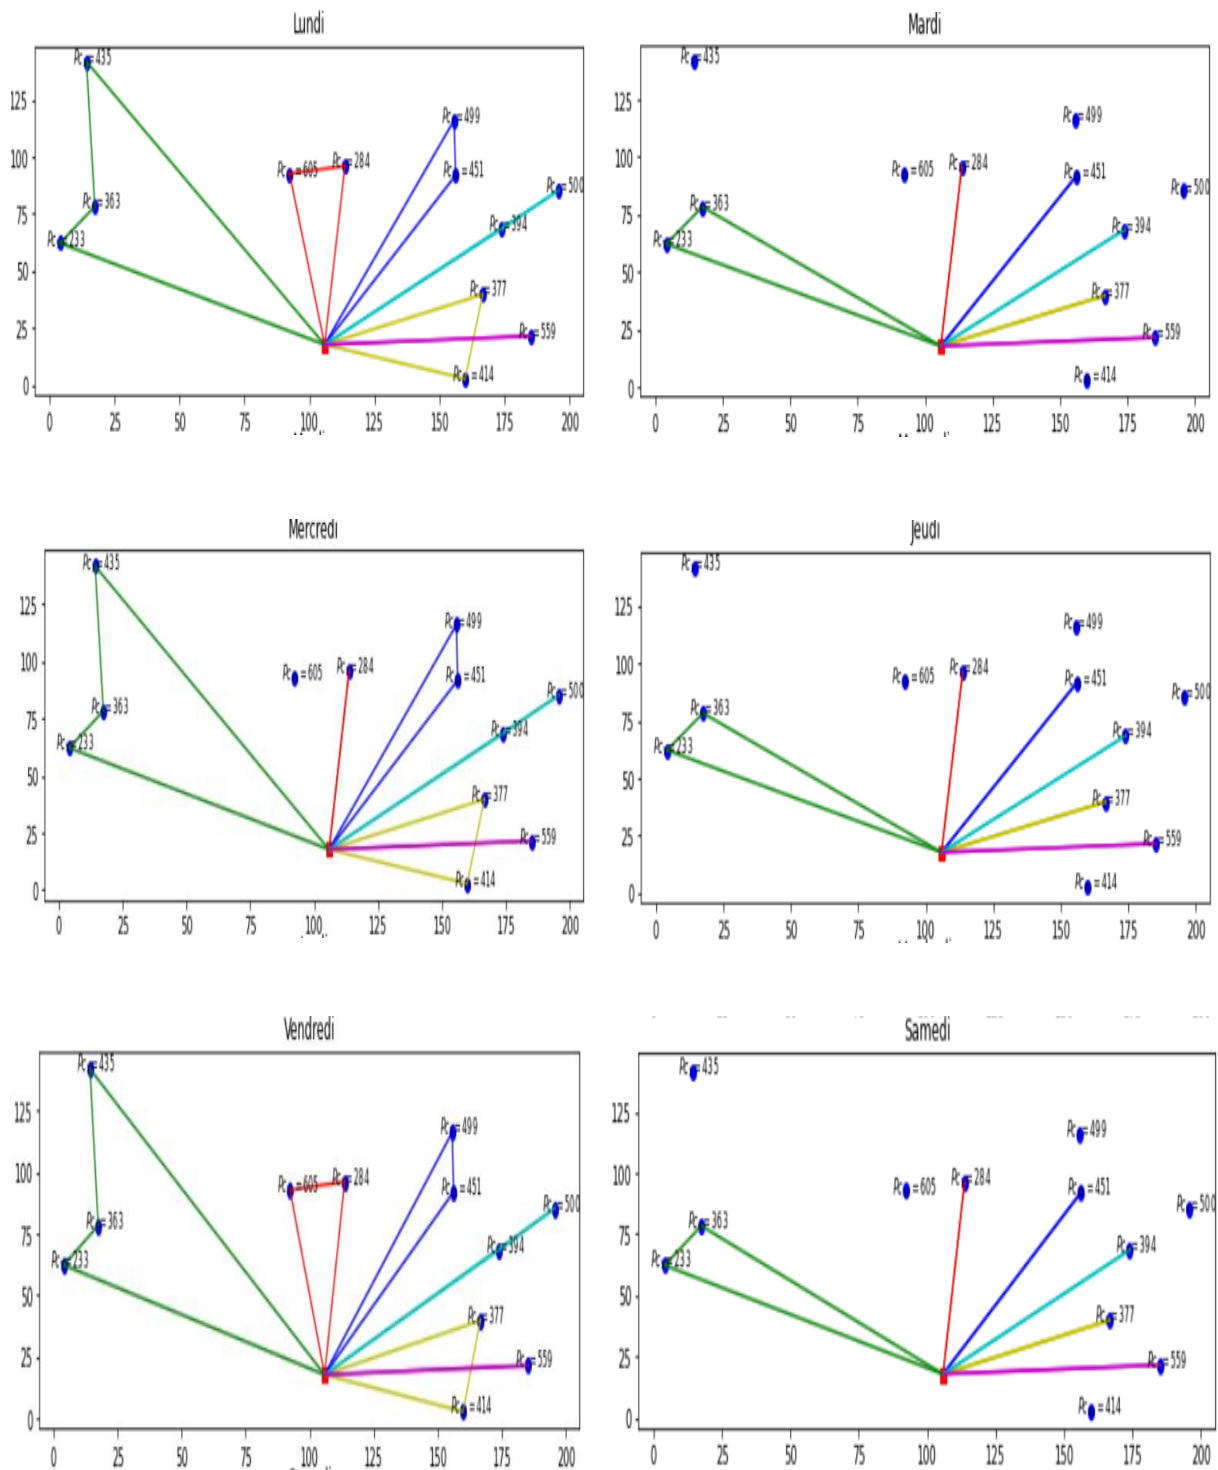 Lundi
Pc = 435
125
Pc = 499
100
Pc = 605
Pc = 284
Pc = 451
Pc = 500
75
Pc = 363
Pc = 394
Pc = 233
50
Pc = 377
25
Pc = 559
0
Pc = 414
0 25 50 75 100 125 150 175 200
Mardi
Pc = 435
125
Pc = 499
100
Pc = 605
Pc = 284
Pc = 451
Pc = 500
75
Pc = 363
Pc = 394
Pc = 233
50
Pc = 377
25
Pc = 559
0
Pc = 414
0 25 50 75 100 125 150 175 200
Mercredi
Pc = 435
125
Pc = 499
100
Pc = 605
Pc = 284
Pc = 451
Pc = 500
75
Pc = 363
Pc = 394
Pc = 233
50
Pc = 377
25
Pc = 559
0
Pc = 414
0 25 50 75 100 125 150 175 200
Jeudi
Pc = 435
125
Pc = 499
100
Pc = 605
Pc = 284
Pc = 451
Pc = 500
75
Pc = 363
Pc = 394
Pc = 233
50
Pc = 377
25
Pc = 559
0
Pc = 414
0 25 50 75 100 125 150 175 200
Vendredi
Pc = 435
125
Pc = 499
100
Pc = 605
Pc = 284
Pc = 451
Pc = 500
75
Pc = 363
Pc = 394
Pc = 233
50
Pc = 377
25
Pc = 559
0
Pc = 414
0 25 50 75 100 125 150 175 200
Samedi
Pc = 435
125
Pc = 499
100
Pc = 605
Pc = 284
Pc = 451
Pc = 500
75
Pc = 363
Pc = 394
Pc = 233
50
Pc = 377
25
Pc = 559
0
Pc = 414
0 25 50 75 100 125 150 175 200